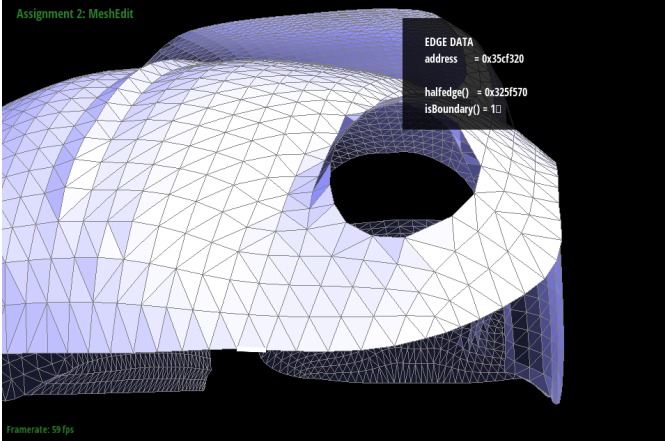 Assignment 2: MeshEdit
EDGE DATA
address = 0x35cf320
halfedge() = 0x325f570
isBoundary() = 1▯
Framerate: 59 fps